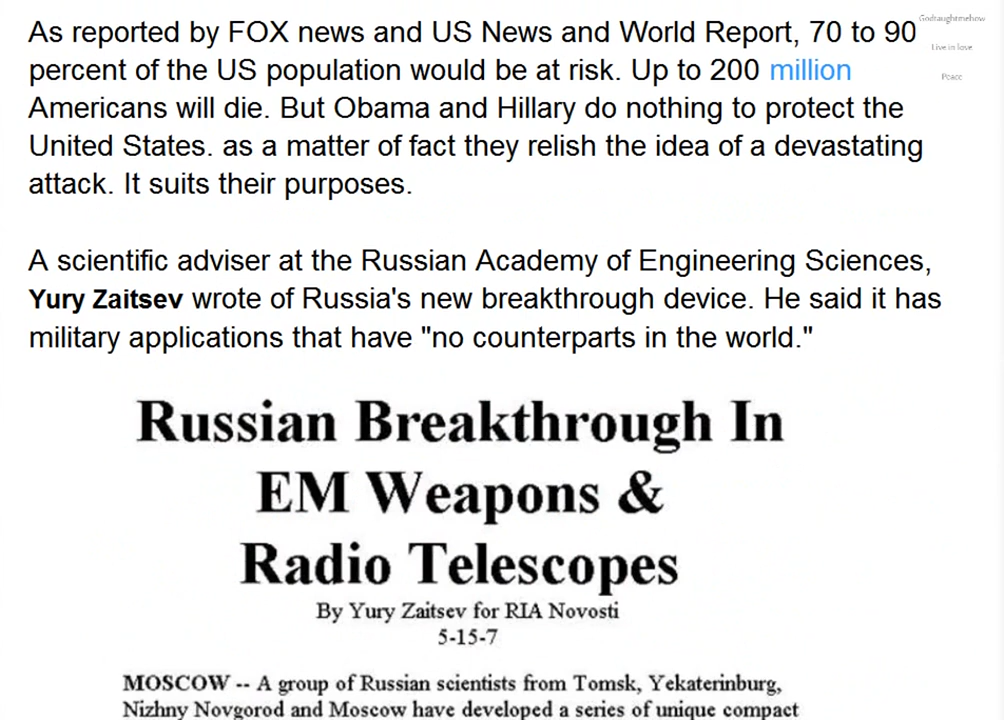 As reported by FOX news and US News and World Report, 70 to 90
percent of the US population would be at risk. Up to 200 million
Americans will die. But Obama and Hillary do nothing to protect the
United States. as a matter of fact they relish the idea of a devastating
attack. It suits their purposes.
Godtaughtmehow
Live in love
Peace
A scientific adviser at the Russian Academy of Engineering Sciences,
Yury Zaitsev wrote of Russia's new breakthrough device. He said it has
military applications that have "no counterparts in the world."
Russian Breakthrough In
EM Weapons &
Radio Telescopes
By Yury Zaitsev for RIA Novosti
5-15-7
MOSCOW -- A group of Russian scientists from Tomsk, Yekaterinburg,
Nizhny Novgorod and Moscow have developed a series of unique compact